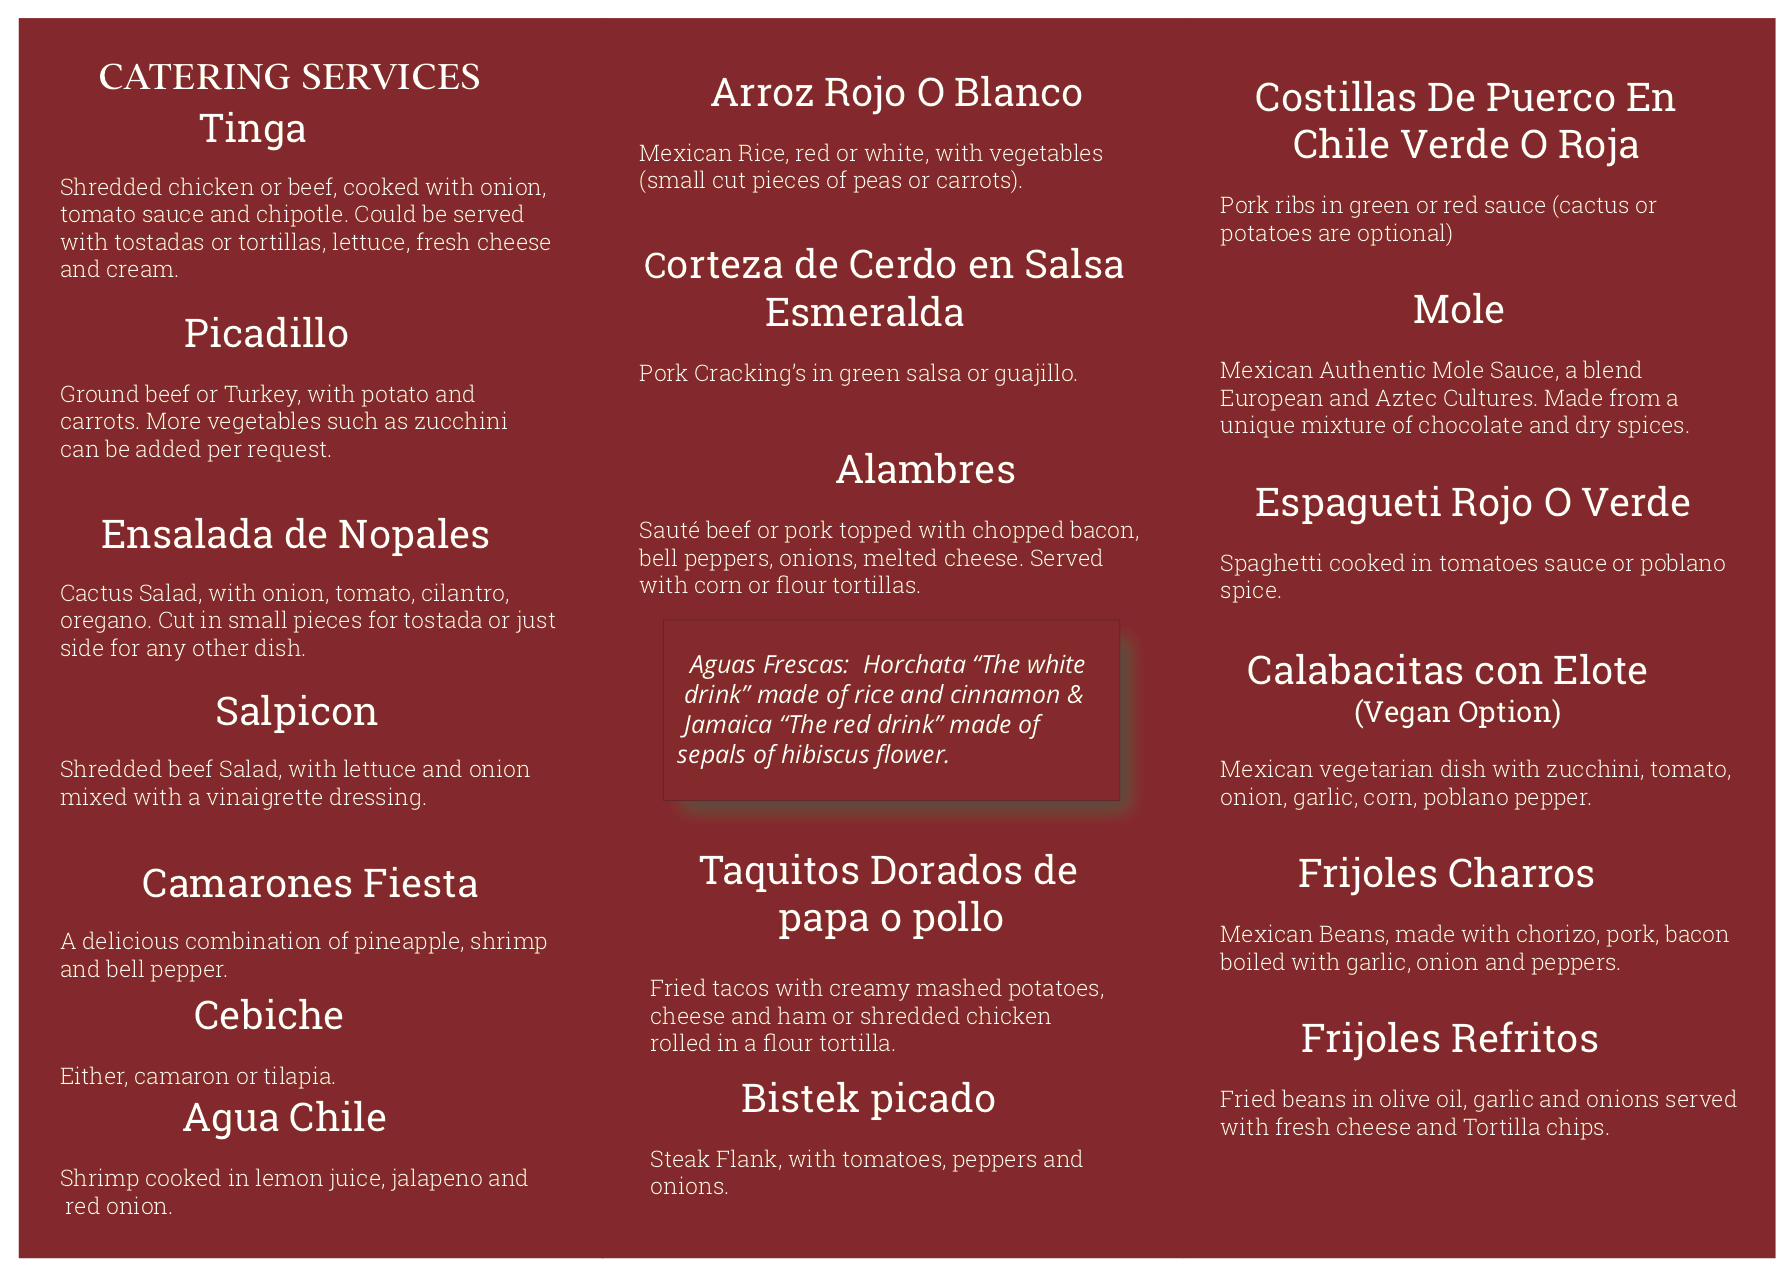 CATERING SERVICES
Tinga
Shredded chicken or beef, cooked with onion,
tomato sauce and chipotle. Could be served
with tostadas or tortillas, lettuce, fresh cheese
and cream.
Picadillo
Ground beef or Turkey, with potato and
carrots. More vegetables such as zucchini
can be added per request.
Ensalada de Nopales
Cactus Salad, with onion, tomato, cilantro,
oregano. Cut in small pieces for tostada or just
side for any other dish.
Salpicon
Shredded beef Salad, with lettuce and onion
mixed with a vinaigrette dressing.
Camarones Fiesta
A delicious combination of pineapple, shrimp
and bell pepper.
Cebiche
Either, camaron or tilapia.
Agua Chile
Shrimp cooked in lemon juice, jalapeno and
red onion.
Arroz Rojo O Blanco
Mexican Rice, red or white, with vegetables
(small cut pieces of peas or carrots).
Corteza de Cerdo en Salsa
Esmeralda
Pork Cracking’s in green salsa or guajillo.
Alambres
Sauté beef or pork topped with chopped bacon,
bell peppers, onions, melted cheese. Served
with corn or flour tortillas.
Aguas Frescas:  Horchata “The white
drink” made of rice and cinnamon &
Jamaica “The red drink” made of
sepals of hibiscus flower.
Taquitos Dorados de
papa o pollo
Fried tacos with creamy mashed potatoes,
cheese and ham or shredded chicken
rolled in a flour tortilla.
Bistek picado
Steak Flank, with tomatoes, peppers and
onions.
Costillas De Puerco En
Chile Verde O Roja
Pork ribs in green or red sauce (cactus or
potatoes are optional)
Mole
Mexican Authentic Mole Sauce, a blend
European and Aztec Cultures. Made from a
unique mixture of chocolate and dry spices.
Espagueti Rojo O Verde
Spaghetti cooked in tomatoes sauce or poblano
spice.
Calabacitas con Elote
(Vegan Option)
Mexican vegetarian dish with zucchini, tomato,
onion, garlic, corn, poblano pepper.
Frijoles Charros
Mexican Beans, made with chorizo, pork, bacon
boiled with garlic, onion and peppers.
Frijoles Refritos
Fried beans in olive oil, garlic and onions served
with fresh cheese and Tortilla chips.